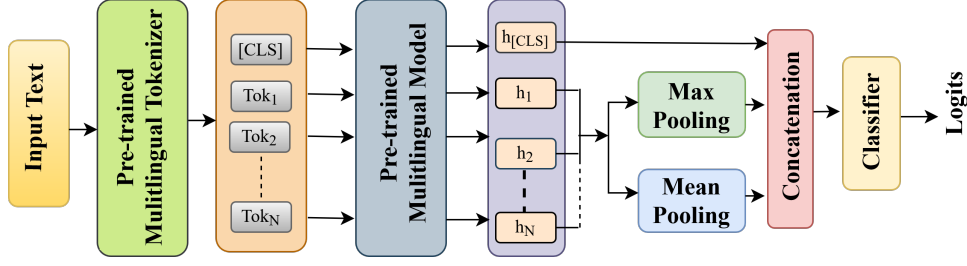 Input Text
Pre-trained
Mulitlingual Tokenizer
[CLS]
Tok1
Tok2
TokN
Pre-trained
Mulitlingual Model
h[CLS]
h1
h2
hN
Max
Pooling
Mean
Pooling
Concatenation
Classifier
Logits